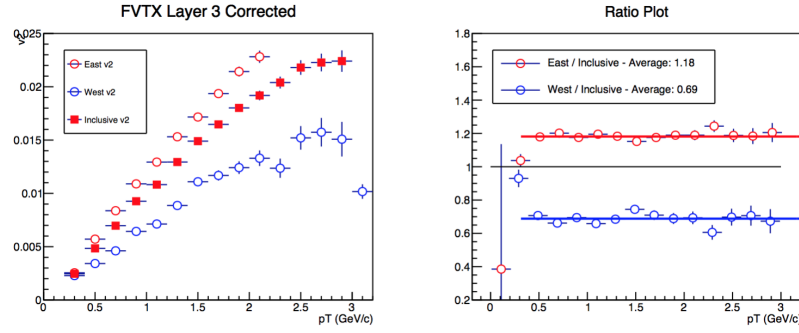 FVTX Layer 3 Corrected
v2
0.025
0.02
0.015
0.01
0.005
0
East v2
West v2
Inclusive v2
0 0.5 1 1.5 2 2.5 3
pT (GeV/c)
Ratio Plot
1.8
1.6
1.4
1.2
1
0.8
0.6
0.4
0.2
East / Inclusive - Average: 1.18
West / Inclusive - Average: 0.69
0 0.5 1 1.5 2 2.5 3
pT (GeV/c)